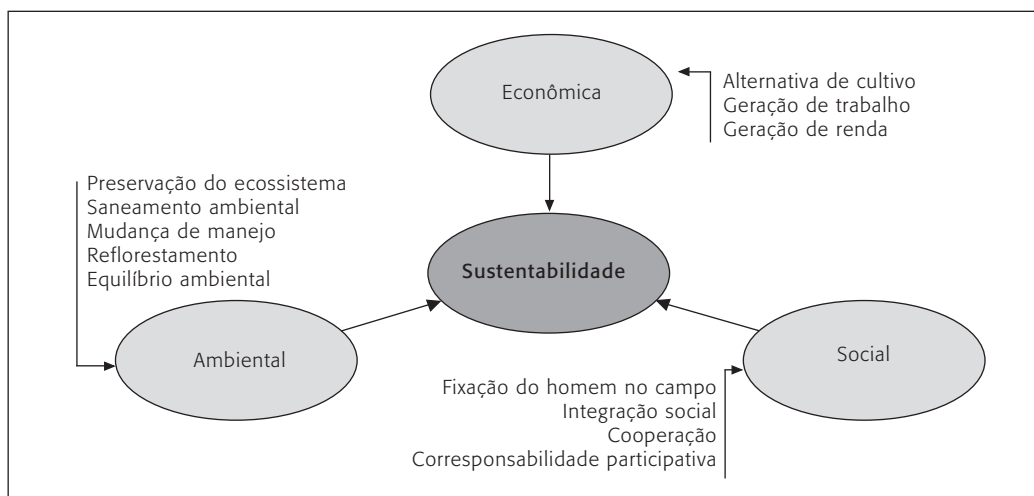 Econômica
Alternativa de cultivo
Geração de trabalho
Geração de renda
Preservação do ecossistema
Saneamento ambiental
Mudança de manejo
Reflorestamento
Equilíbrio ambiental
Sustentabilidade
Ambiental
Social
Fixação do homem no campo
Integração social
Cooperação
Corresponsabilidade participativa